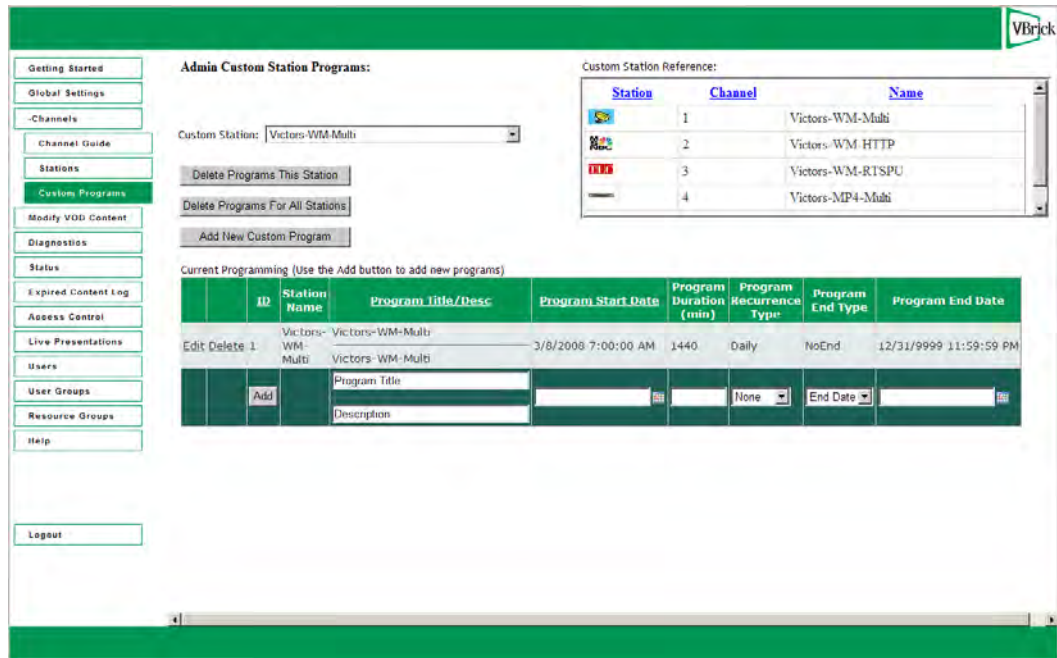 VBrick
Getting Started
Global Settings
-Channels
Channel Guide
Stations
Custom Programs
Modify VOD Content
Diagnostics
Status
Expired Content Log
Access Control
Live Presentations
Users
User Groups
Resource Groups
Help
Logout
Admin Custom Station Programs:
Custom Station: Victors-WM-Multi
Delete Programs This Station
Delete Programs For All Stations
Add New Custom Program
Custom Station Reference:
Station Channel Name
1 Victors-WM-Multi
2 Victors-WM-HTTP
3 Victors-WM-RTSPU
4 Victors-MP4-Multi
Current Programming (Use the Add button to add new programs)
ID Station Name Program Title/Desc Program Start Date Program Duration (min) Program Recurrence Type Program End Type Program End Date
Edit Delete 1 Victors-WM-Multi Victors-WM-Multi 3/8/2008 7:00:00 AM 1440 Daily NoEnd 12/31/9999 11:59:59 PM
Victors-WM-Multi
Add Program Title None End Date
Description